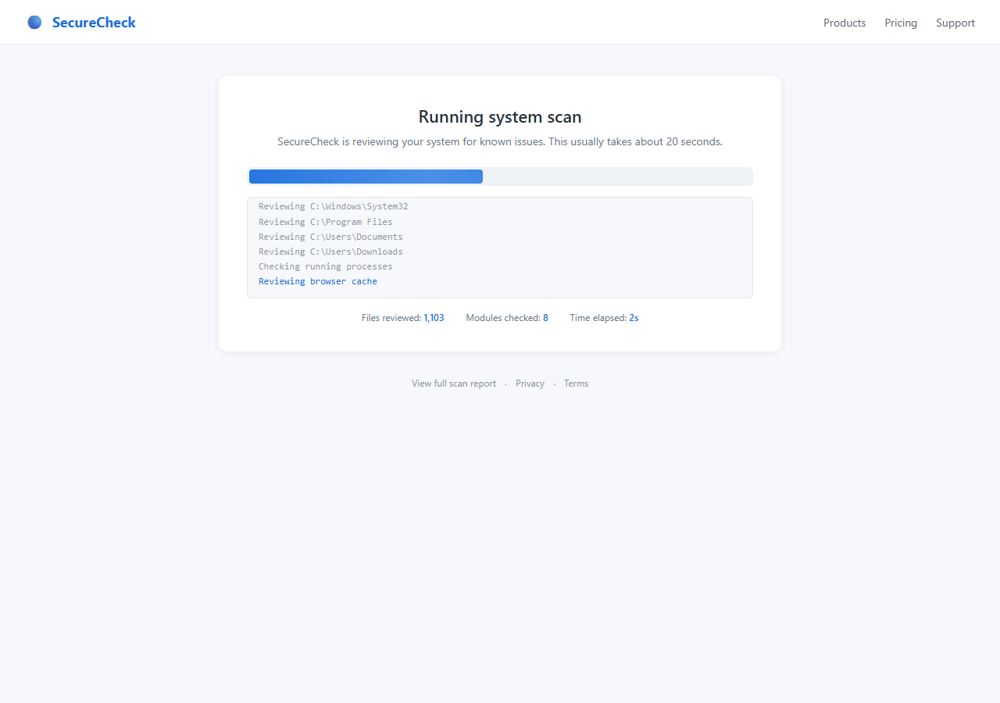 SecureCheck
Products Pricing Support
Running system scan
SecureCheck is reviewing your system for known issues. This usually takes about 20 seconds.
Reviewing C:\Windows\System32
Reviewing C:\Program Files
Reviewing C:\Users\Documents
Reviewing C:\Users\Downloads
Checking running processes
Reviewing browser cache
Files reviewed: 1,103 Modules checked: 8 Time elapsed: 2s
View full scan report · Privacy · Terms